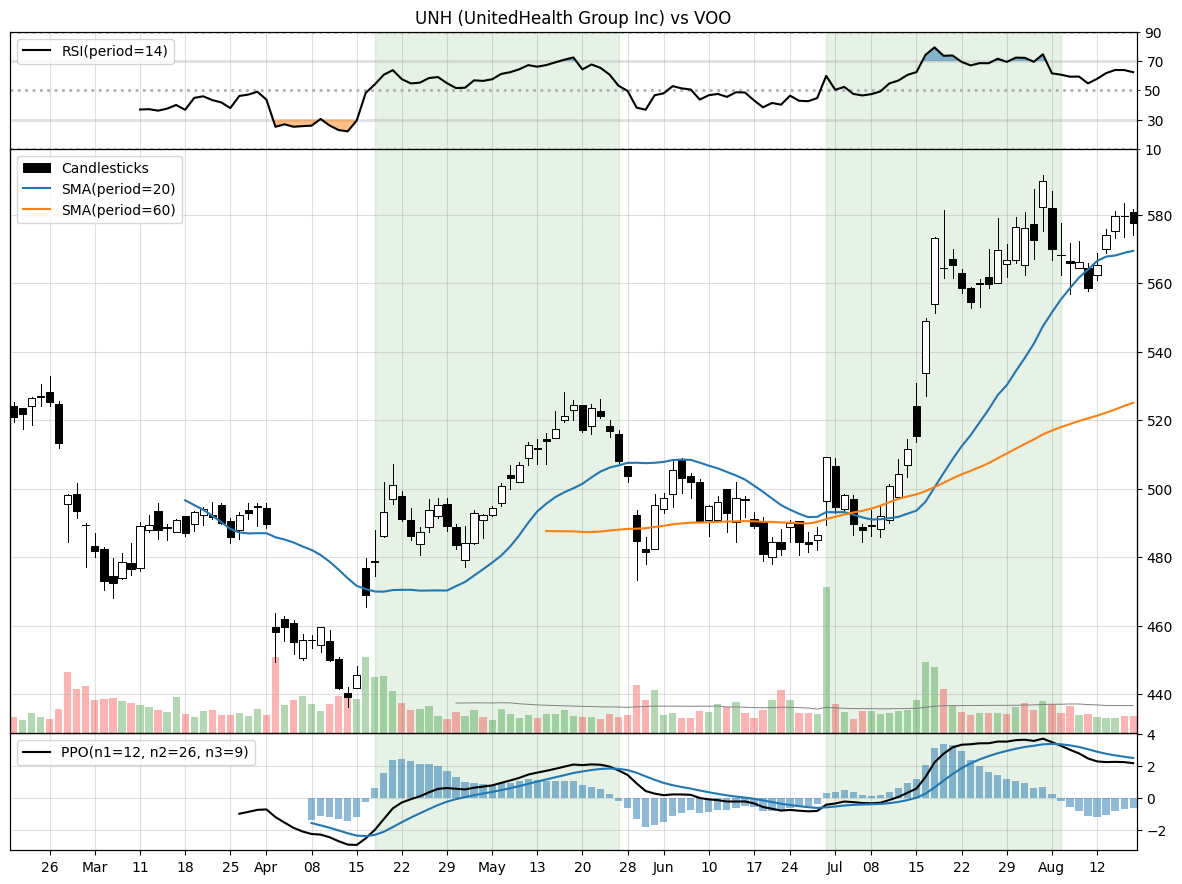 UNH (UnitedHealth Group Inc) vs VOO
RSI(period=14)
90
70
50
30
10
Candlesticks
SMA(period=20)
SMA(period=60)
580
560
540
520
500
480
460
440
PPO(n1=12, n2=26, n3=9)
4
2
0
−2
26 Mar 11 18 25 Apr 08 15 22 29 May 13 20 28 Jun 10 17 24 Jul 08 15 22 29 Aug 12